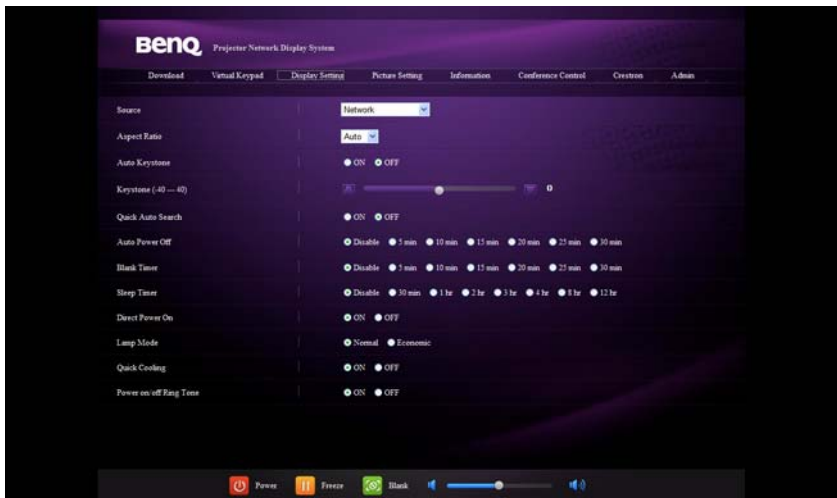 BenQ Projector Network Display System
Download Virtual Keypad Display Setting Picture Setting Information Conference Control Crestron Admin
Source Network
Aspect Ratio Auto
Auto Keystone ON OFF
Keystone (-40 — 40) 0
Quick Auto Search ON OFF
Auto Power Off Disable 5 min 10 min 15 min 20 min 25 min 30 min
Blank Timer Disable 5 min 10 min 15 min 20 min 25 min 30 min
Sleep Timer Disable 30 min 1 hr 2 hr 3 hr 4 hr 8 hr 12 hr
Direct Power On ON OFF
Lamp Mode Normal Economic
Quick Cooling ON OFF
Power on/off Ring Tone ON OFF
Power Freeze Blank